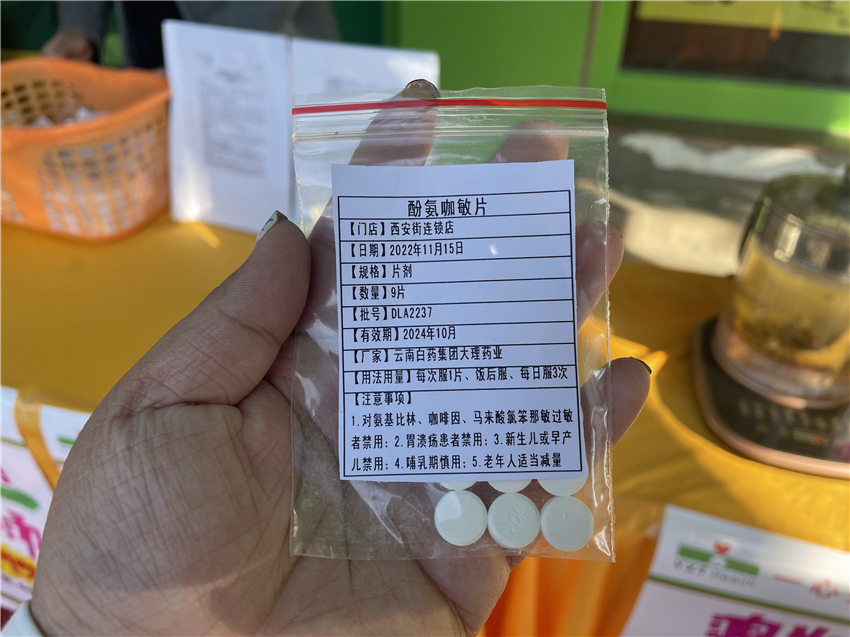 酚氨咖敏片
【门店】西安街连锁店
【日期】2022年11月15日
【规格】片剂
【数量】9片
【批号】DLA2237
【有效期】2024年10月
【厂家】云南白药集团大理药业
【用法用量】每次服1片、饭后服、每日服3次
【注意事项】
1.对氨基比林、咖啡因、马来酸氯苯那敏过敏
者禁用；2.胃溃疡患者禁用；3.新生儿或早产
儿禁用；4.哺乳期慎用；5.老年人适当减量
一心